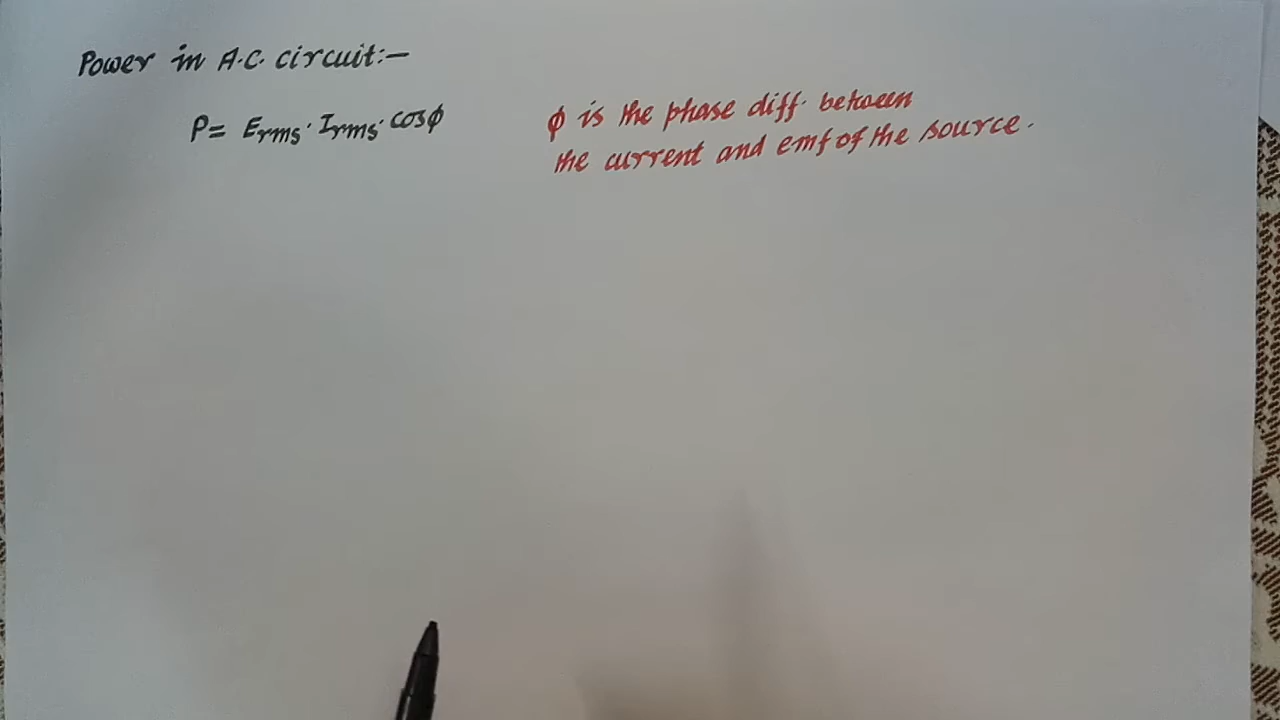 Power in A.C. circuit:-
P= Erms. Irms. cosϕ
ϕ is the phase diff. between
the current and emf of the source.